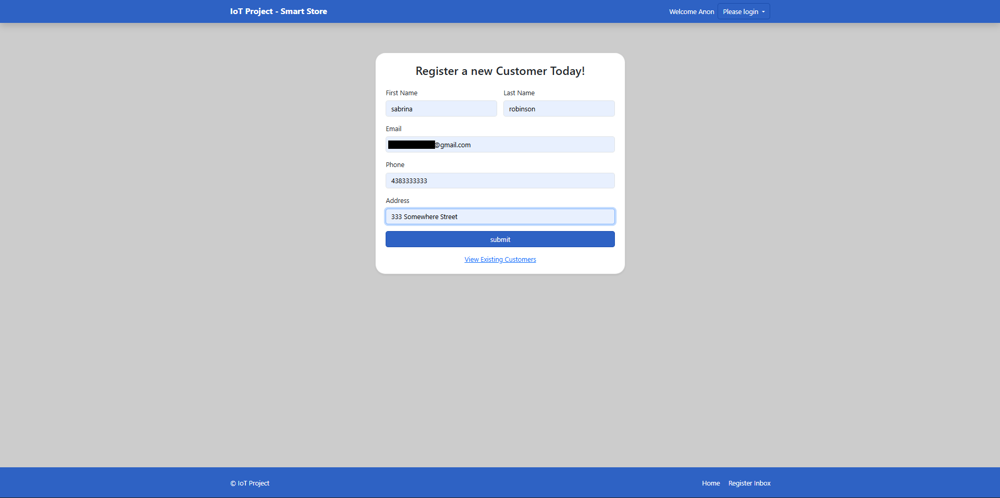 IoT Project - Smart Store
Welcome Anon Please login
Register a new Customer Today!
First Name Last Name
sabrina robinson
Email
@gmail.com
Phone
4383333333
Address
333 Somewhere Street
submit
View Existing Customers
© IoT Project
Home Register Inbox